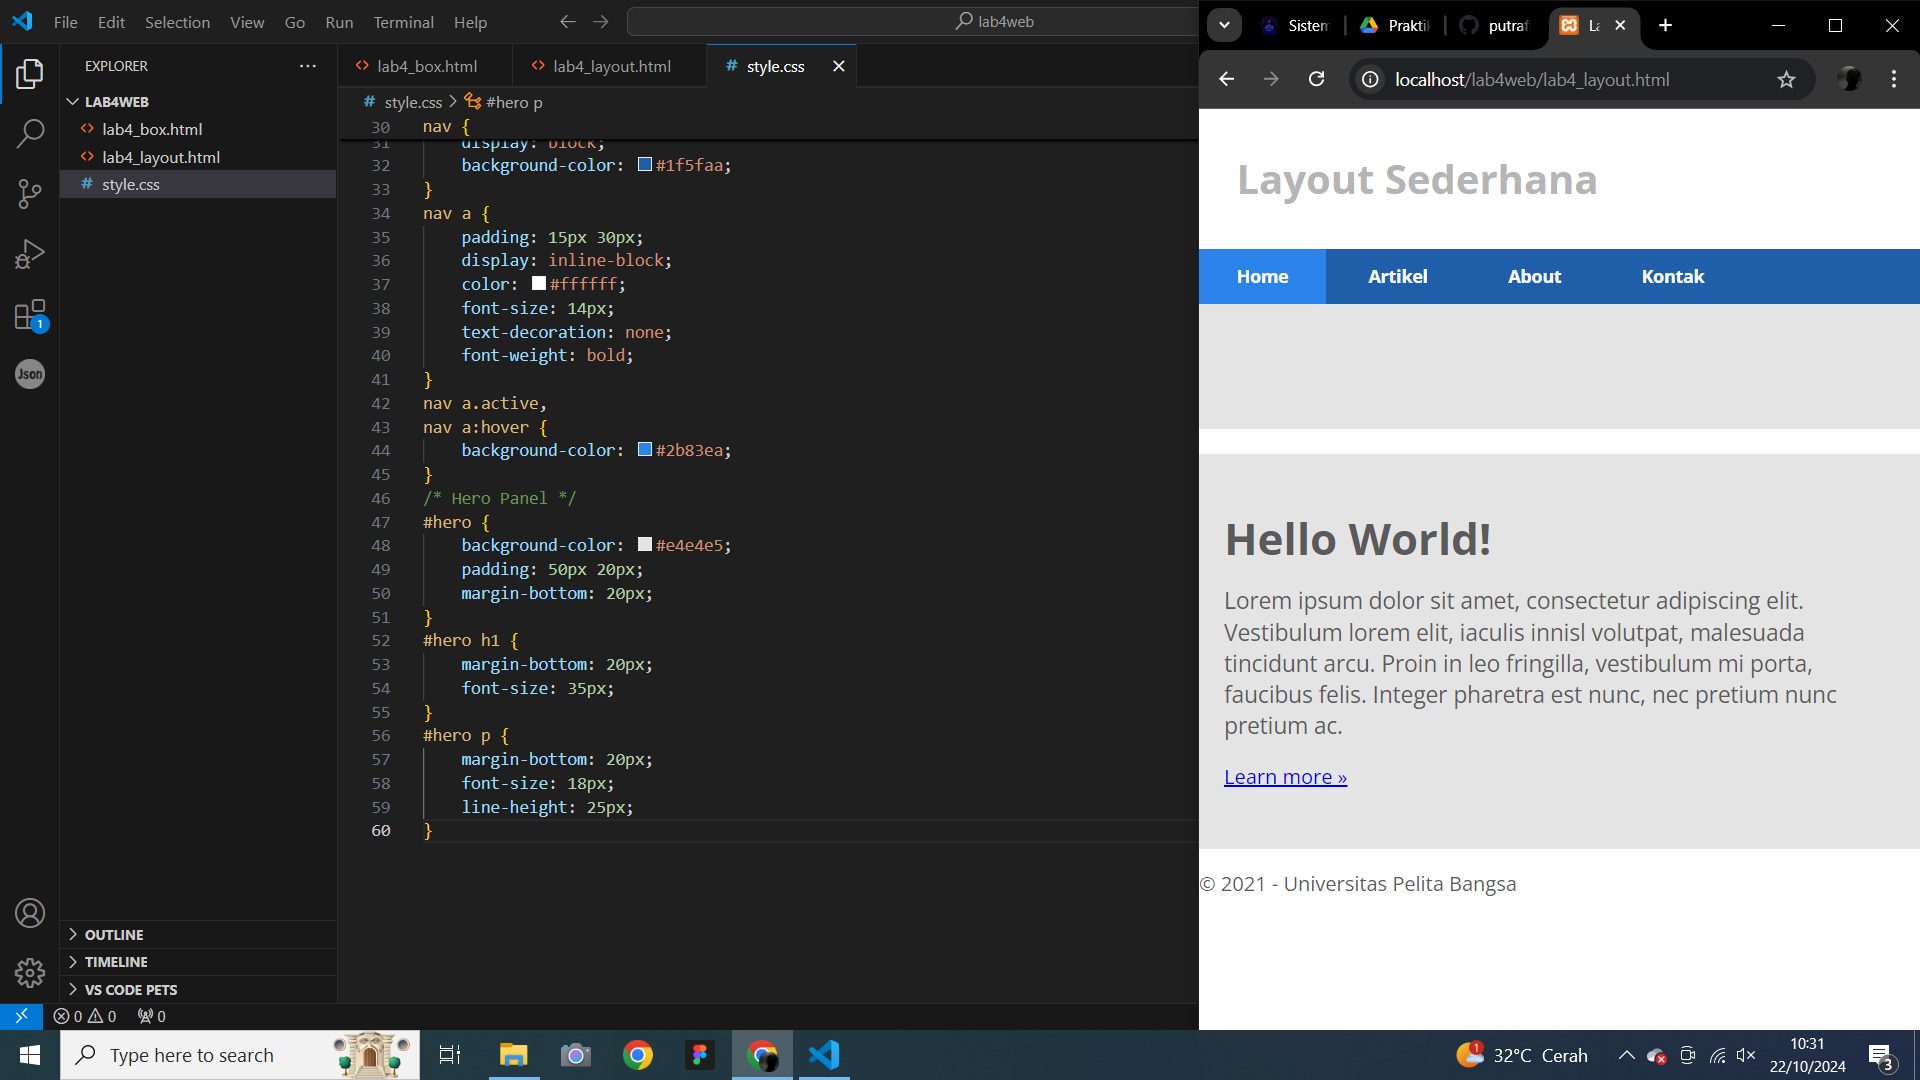 File Edit Selection View Go Run Terminal Help
lab4web
EXPLORER
LAB4WEB
lab4_box.html
lab4_layout.html
# style.css
1
Json
OUTLINE
TIMELINE
VS CODE PETS
lab4_box.html lab4_layout.html # style.css
# style.css > #hero p
30 nav {
31 display: block;
32 background-color: #1f5faa;
33 }
34 nav a {
35 padding: 15px 30px;
36 display: inline-block;
37 color: #ffffff;
38 font-size: 14px;
39 text-decoration: none;
40 font-weight: bold;
41 }
42 nav a.active,
43 nav a:hover {
44 background-color: #2b83ea;
45 }
46 /* Hero Panel */
47 #hero {
48 background-color: #e4e4e5;
49 padding: 50px 20px;
50 margin-bottom: 20px;
51 }
52 #hero h1 {
53 margin-bottom: 20px;
54 font-size: 35px;
55 }
56 #hero p {
57 margin-bottom: 20px;
58 font-size: 18px;
59 line-height: 25px;
60 }
0 0 0
Sistem Praktik putraf La
localhost/lab4web/lab4_layout.html
Layout Sederhana
Home Artikel About Kontak
Hello World!
Lorem ipsum dolor sit amet, consectetur adipiscing elit.
Vestibulum lorem elit, iaculis innisl volutpat, malesuada
tincidunt arcu. Proin in leo fringilla, vestibulum mi porta,
faucibus felis. Integer pharetra est nunc, nec pretium nunc
pretium ac.
Learn more »
© 2021 - Universitas Pelita Bangsa
Type here to search
1
32°C Cerah
10:31
22/10/2024
3